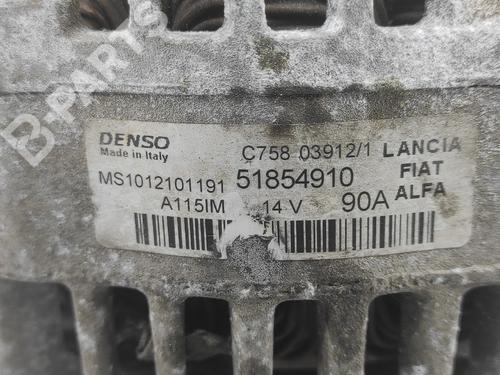 B-PARTS
DENSO
Made in Italy
C758 03912/1
LANCIA
MS1012101191
51854910
FIAT
A115IM
14 V
90A
ALFA